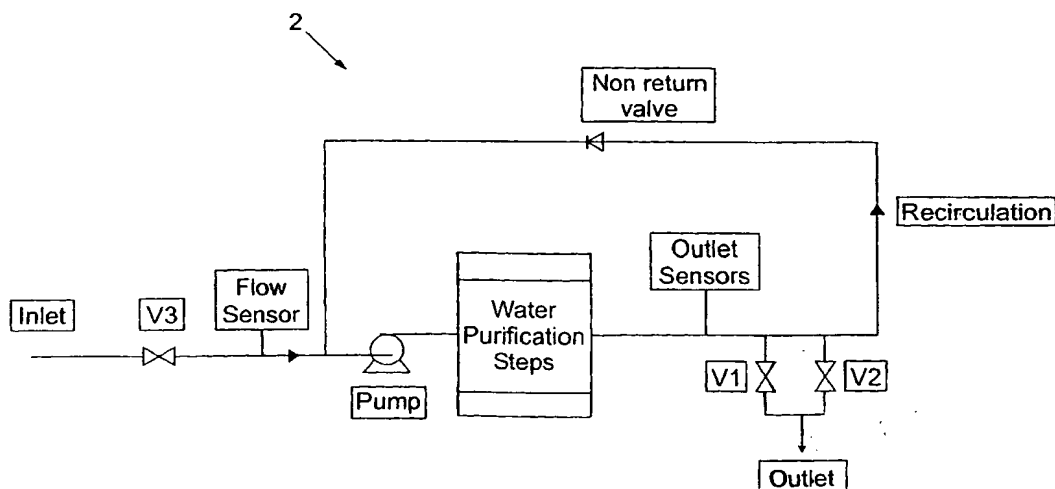 2
Non return
valve
Recirculation
Outlet
Sensors
Flow
Sensor
Inlet
V3
Water
Purification
Steps
Pump
V1
V2
Outlet